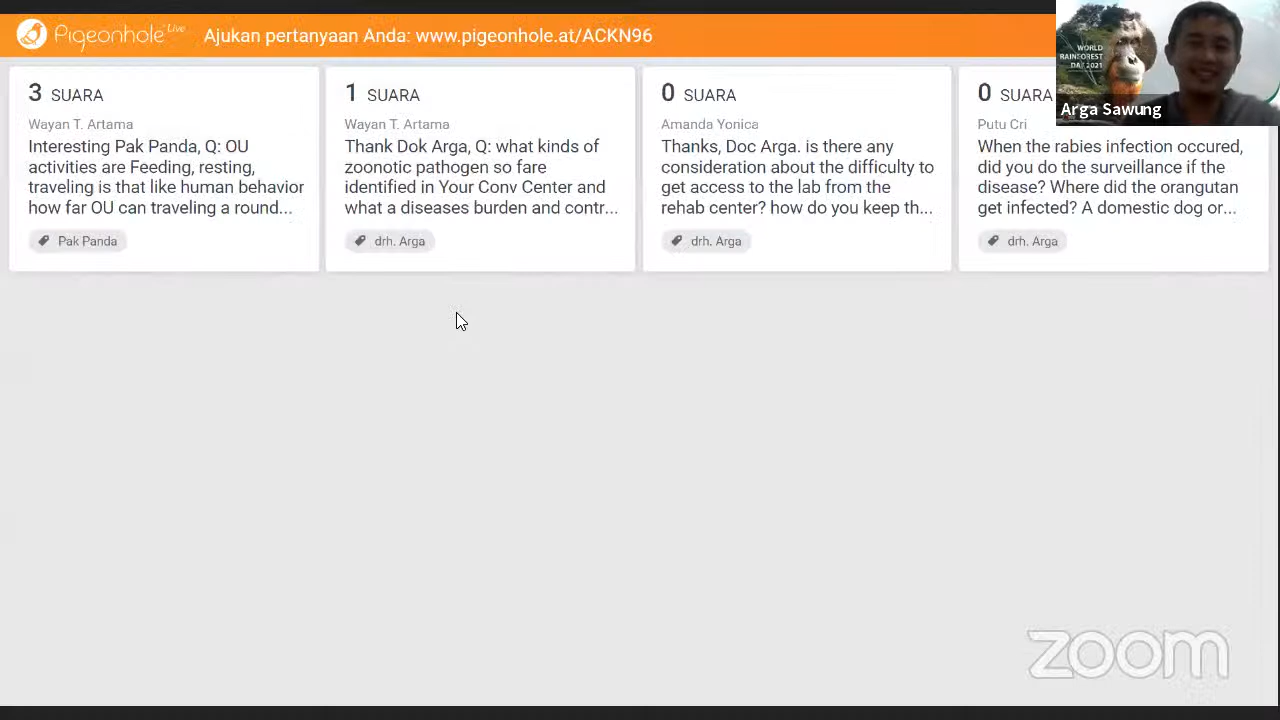 Pigeonhole Live
Ajukan pertanyaan Anda: www.pigeonhole.at/ACKN96
WORLD
RAINFOREST
DAY 2021
Arga Sawung
3 SUARA
Wayan T. Artama
Interesting Pak Panda, Q: OU
activities are Feeding, resting,
traveling is that like human behavior
how far OU can traveling a round...
Pak Panda
1 SUARA
Wayan T. Artama
Thank Dok Arga, Q: what kinds of
zoonotic pathogen so fare
identified in Your Conv Center and
what a diseases burden and contr...
drh. Arga
0 SUARA
Amanda Yonica
Thanks, Doc Arga. is there any
consideration about the difficulty to
get access to the lab from the
rehab center? how do you keep th...
drh. Arga
0 SUARA
Putu Cri
When the rabies infection occured,
did you do the surveillance if the
disease? Where did the orangutan
get infected? A domestic dog or...
drh. Arga
zoom